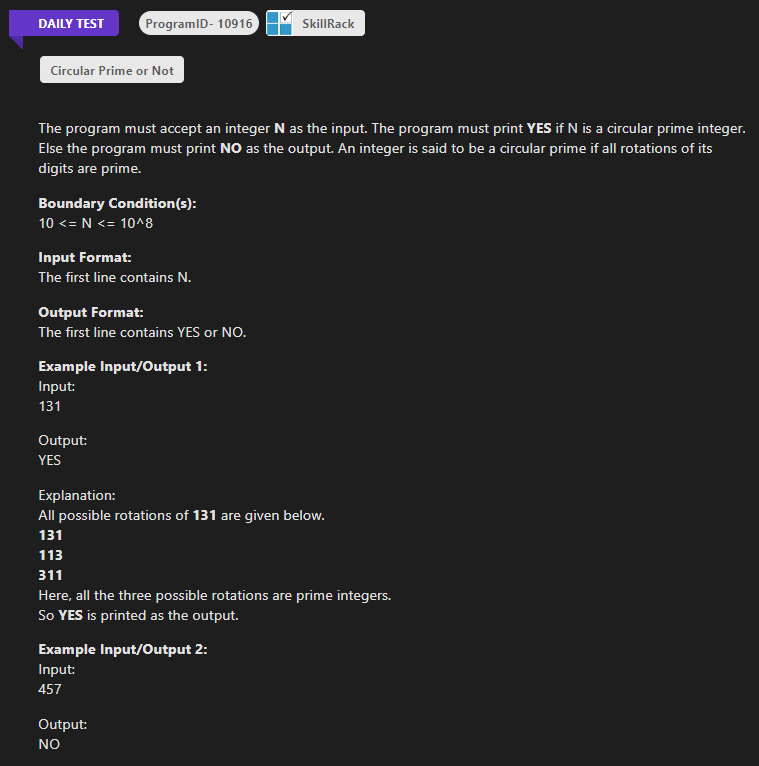 DAILY TEST
ProgramID- 10916
SkillRack
Circular Prime or Not
The program must accept an integer N as the input. The program must print YES if N is a circular prime integer.
Else the program must print NO as the output. An integer is said to be a circular prime if all rotations of its
digits are prime.
Boundary Condition(s):
10 <= N <= 10^8
Input Format:
The first line contains N.
Output Format:
The first line contains YES or NO.
Example Input/Output 1:
Input:
131
Output:
YES
Explanation:
All possible rotations of 131 are given below.
131
113
311
Here, all the three possible rotations are prime integers.
So YES is printed as the output.
Example Input/Output 2:
Input:
457
Output:
NO